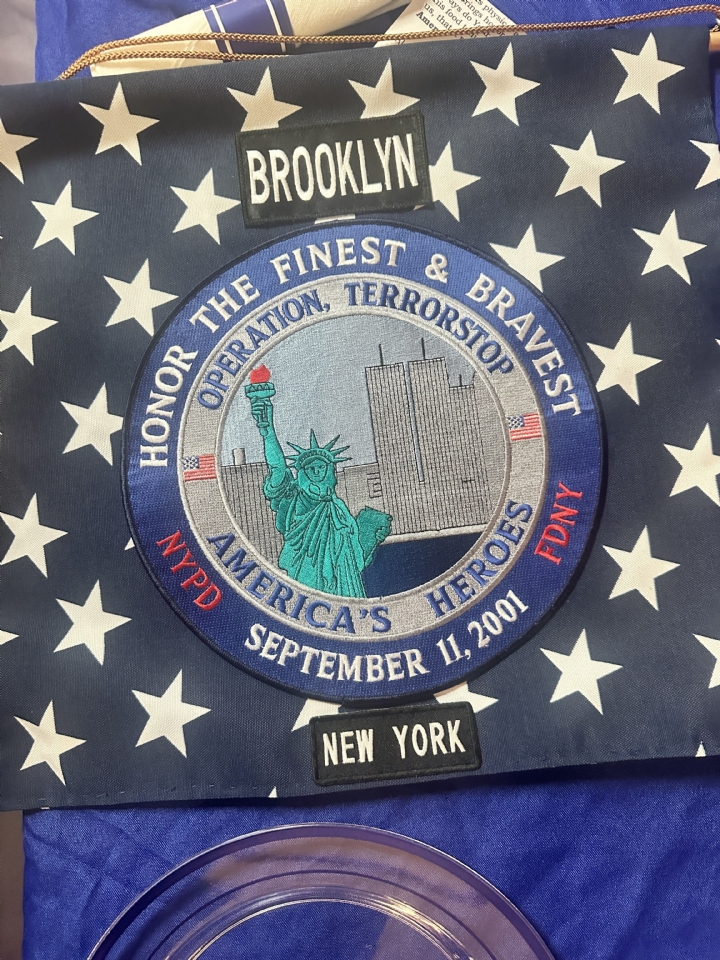 BROOKLYN
HONOR THE FINEST & BRAVEST
OPERATION, TERRORSTOP
AMERICA'S HEROES
NYPD
FDNY
SEPTEMBER 11, 2001
NEW YORK